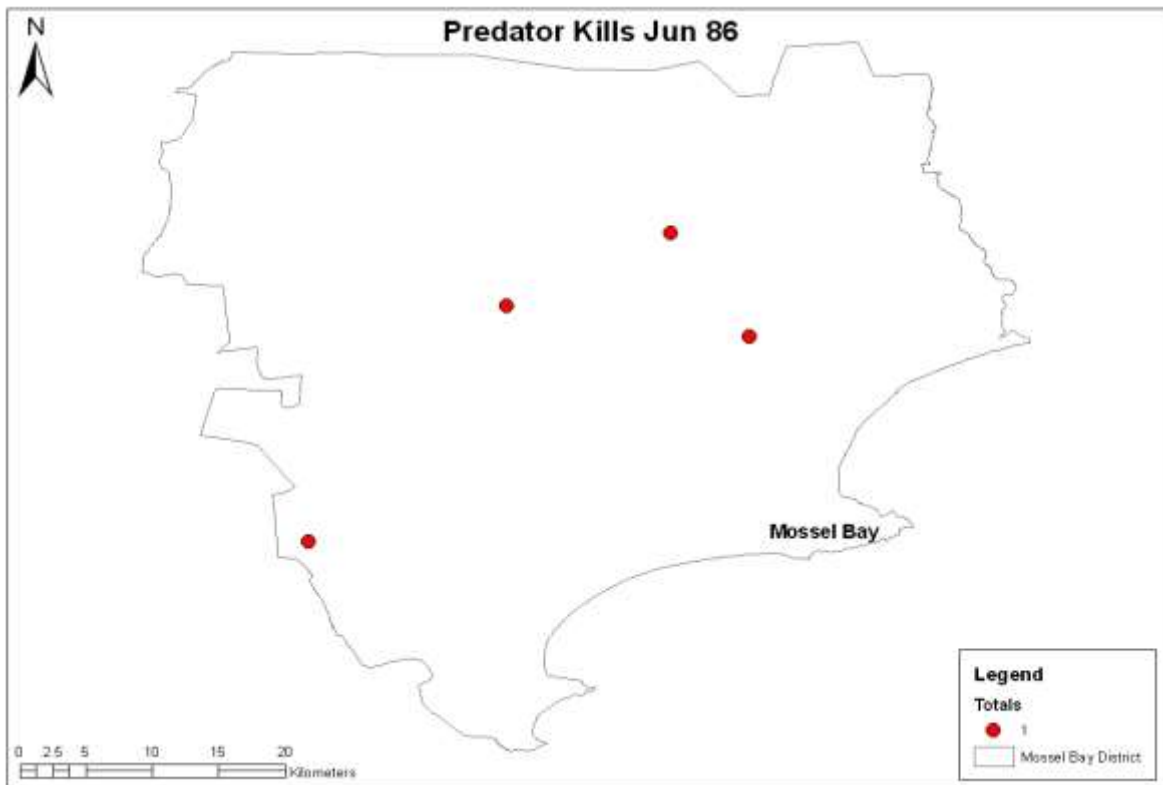 Predator Kills Jun 86
N
Mossel Bay
Legend
Totals
1
Mossel Bay District
0 2.5 5 10 15 20
Kilometers